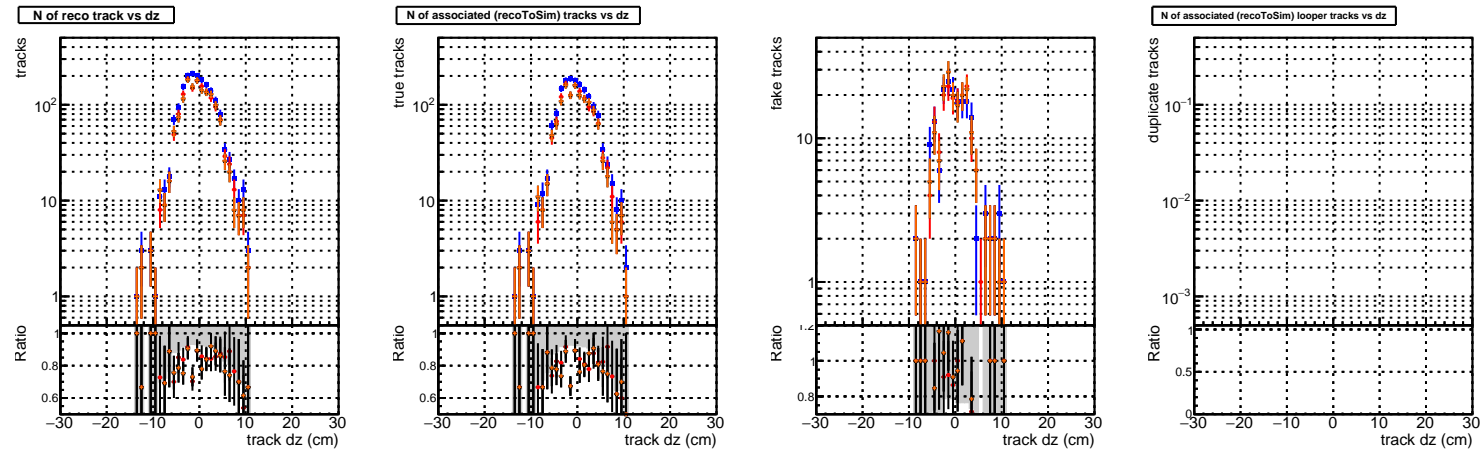 N of reco track vs dz
N of associated (recoToSim) tracks vs dz
N of associated (recoToSim) looper tracks vs dz
tracks
10²
10
1
Ratio
1
0.8
0.6
−30 −20 −10 0 10 20 30
track dz (cm)
true tracks
10²
10
1
Ratio
1
0.8
0.6
−30 −20 −10 0 10 20 30
track dz (cm)
fake tracks
10
1
Ratio
1.2
1
0.8
−30 −20 −10 0 10 20 30
track dz (cm)
duplicate tracks
10⁻¹
10⁻²
10⁻³
Ratio
1
0.5
0
−30 −20 −10 0 10 20 30
track dz (cm)